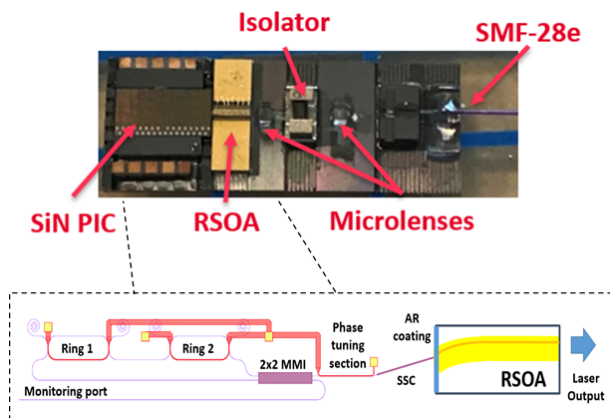 Isolator
SMF-28e
SiN PIC
RSOA
Microlenses
Ring 1
Ring 2
2x2 MMI
Monitoring port
Phase
tuning
section
AR
coating
SSC
RSOA
Laser
Output